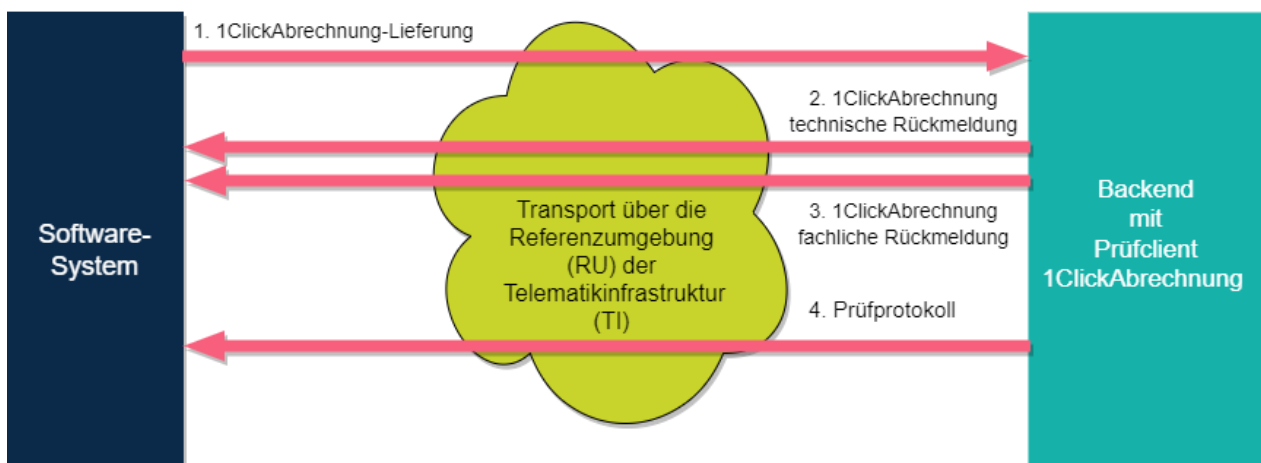 1. 1ClickAbrechnung-Lieferung
2. 1ClickAbrechnung
technische Rückmeldung
Software-
System
Transport über die
Referenzumgebung
(RU) der
Telematikinfrastruktur
(TI)
3. 1ClickAbrechnung
fachliche Rückmeldung
4. Prüfprotokoll
Backend
mit
Prüfclient
1ClickAbrechnung